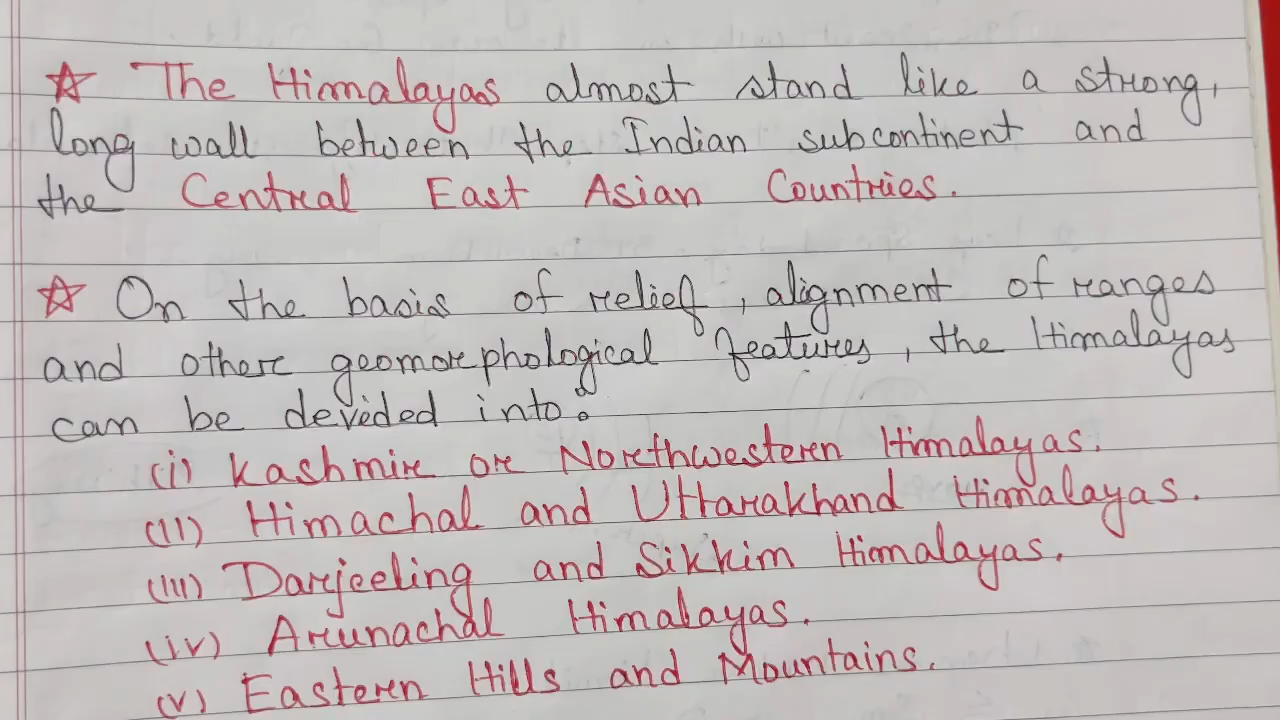 ☆ The Himalayas almost stand like a strong,
long wall between the Indian subcontinent and
the Central East Asian Countries.
☆ On the basis of relief, alignment of ranges
and other geomorphological features, the Himalayas
can be devided into:
(i) Kashmir or Northwestern Himalayas.
(II) Himachal and Uttarakhand Himalayas.
(III) Darjeeling and Sikkim Himalayas.
(iv) Arunachal Himalayas.
(v) Eastern Hills and Mountains.